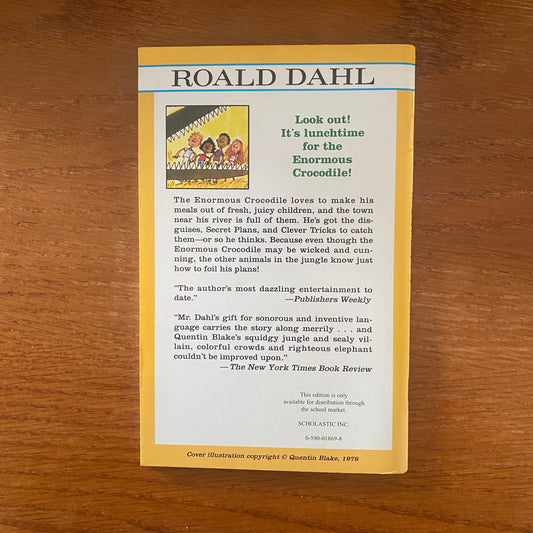 ROALD DAHL
Look out!
It's lunchtime
for the
Enormous
Crocodile!
The Enormous Crocodile loves to make his
meals out of fresh, juicy children, and the town
near his river is full of them. He's got the dis-
guises, Secret Plans, and Clever Tricks to catch
them—or so he thinks. Because even though the
Enormous Crocodile may be wicked and cun-
ning, the other animals in the jungle know just
how to foil his plans!
"The author's most dazzling entertainment to
date."
—Publishers Weekly
"Mr. Dahl's gift for sonorous and inventive lan-
guage carries the story along merrily . . . and
Quentin Blake's squidgy jungle and scaly vil-
lain, colorful crowds and righteous elephant
couldn't be improved upon."
—The New York Times Book Review
This edition is only
available for distribution through
the school market.
SCHOLASTIC INC.
0-590-01869-8
Cover illustration copyright © Quentin Blake, 1978